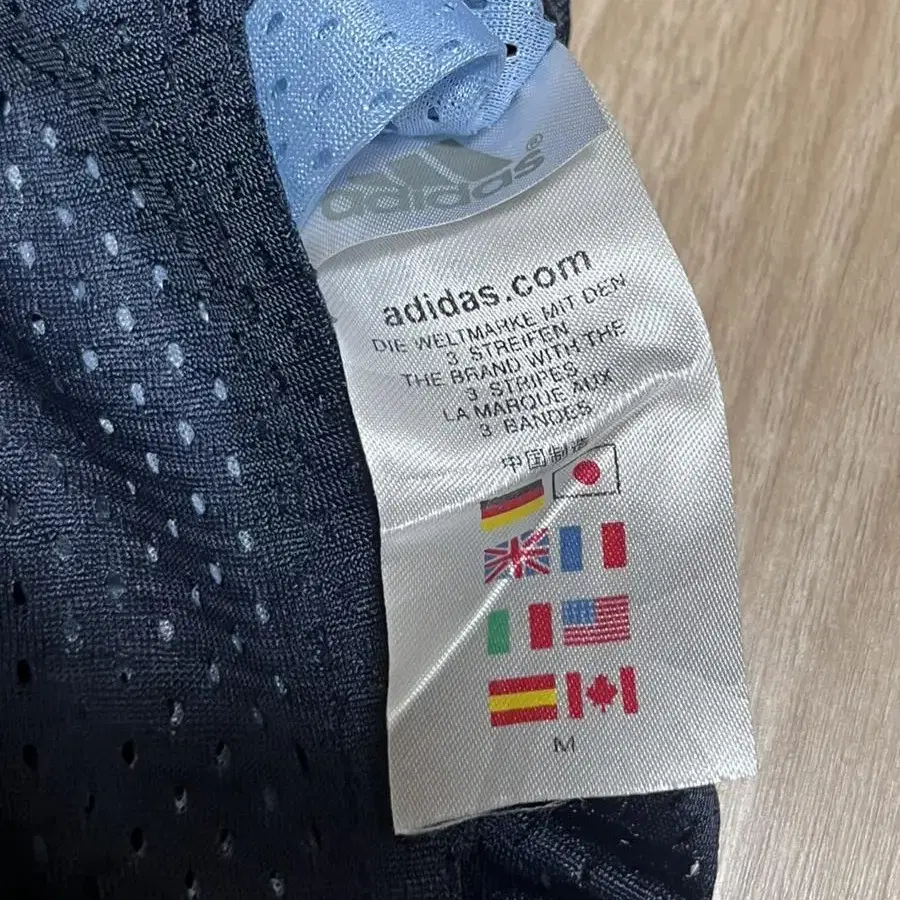 adidas®
adidas.com
DIE WELTMARKE MIT DEN
3 STREIFEN
THE BRAND WITH THE
3 STRIPES
LA MARQUE AUX
3 BANDES
中国制造
M